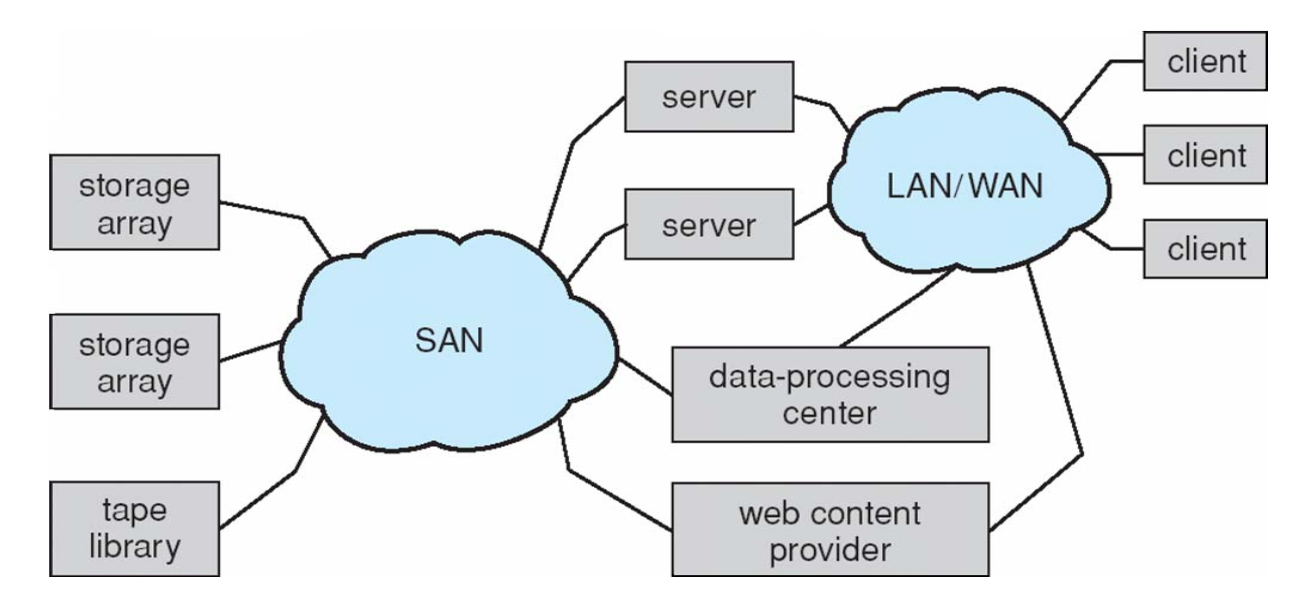 storage
array
storage
array
tape
library
SAN
server
server
data-processing
center
web content
provider
LAN/WAN
client
client
client